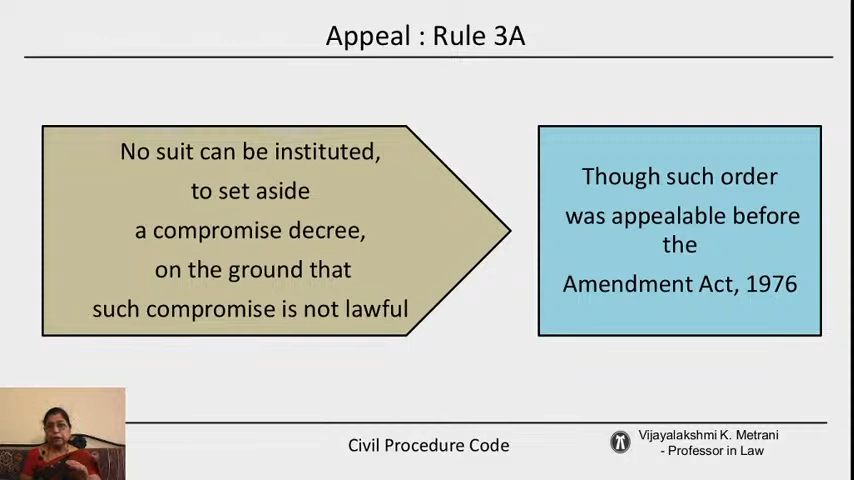 Appeal : Rule 3A
No suit can be instituted,
to set aside
a compromise decree,
on the ground that
such compromise is not lawful
Though such order
was appealable before
the
Amendment Act, 1976
Civil Procedure Code
Vijayalakshmi K. Metrani
- Professor in Law